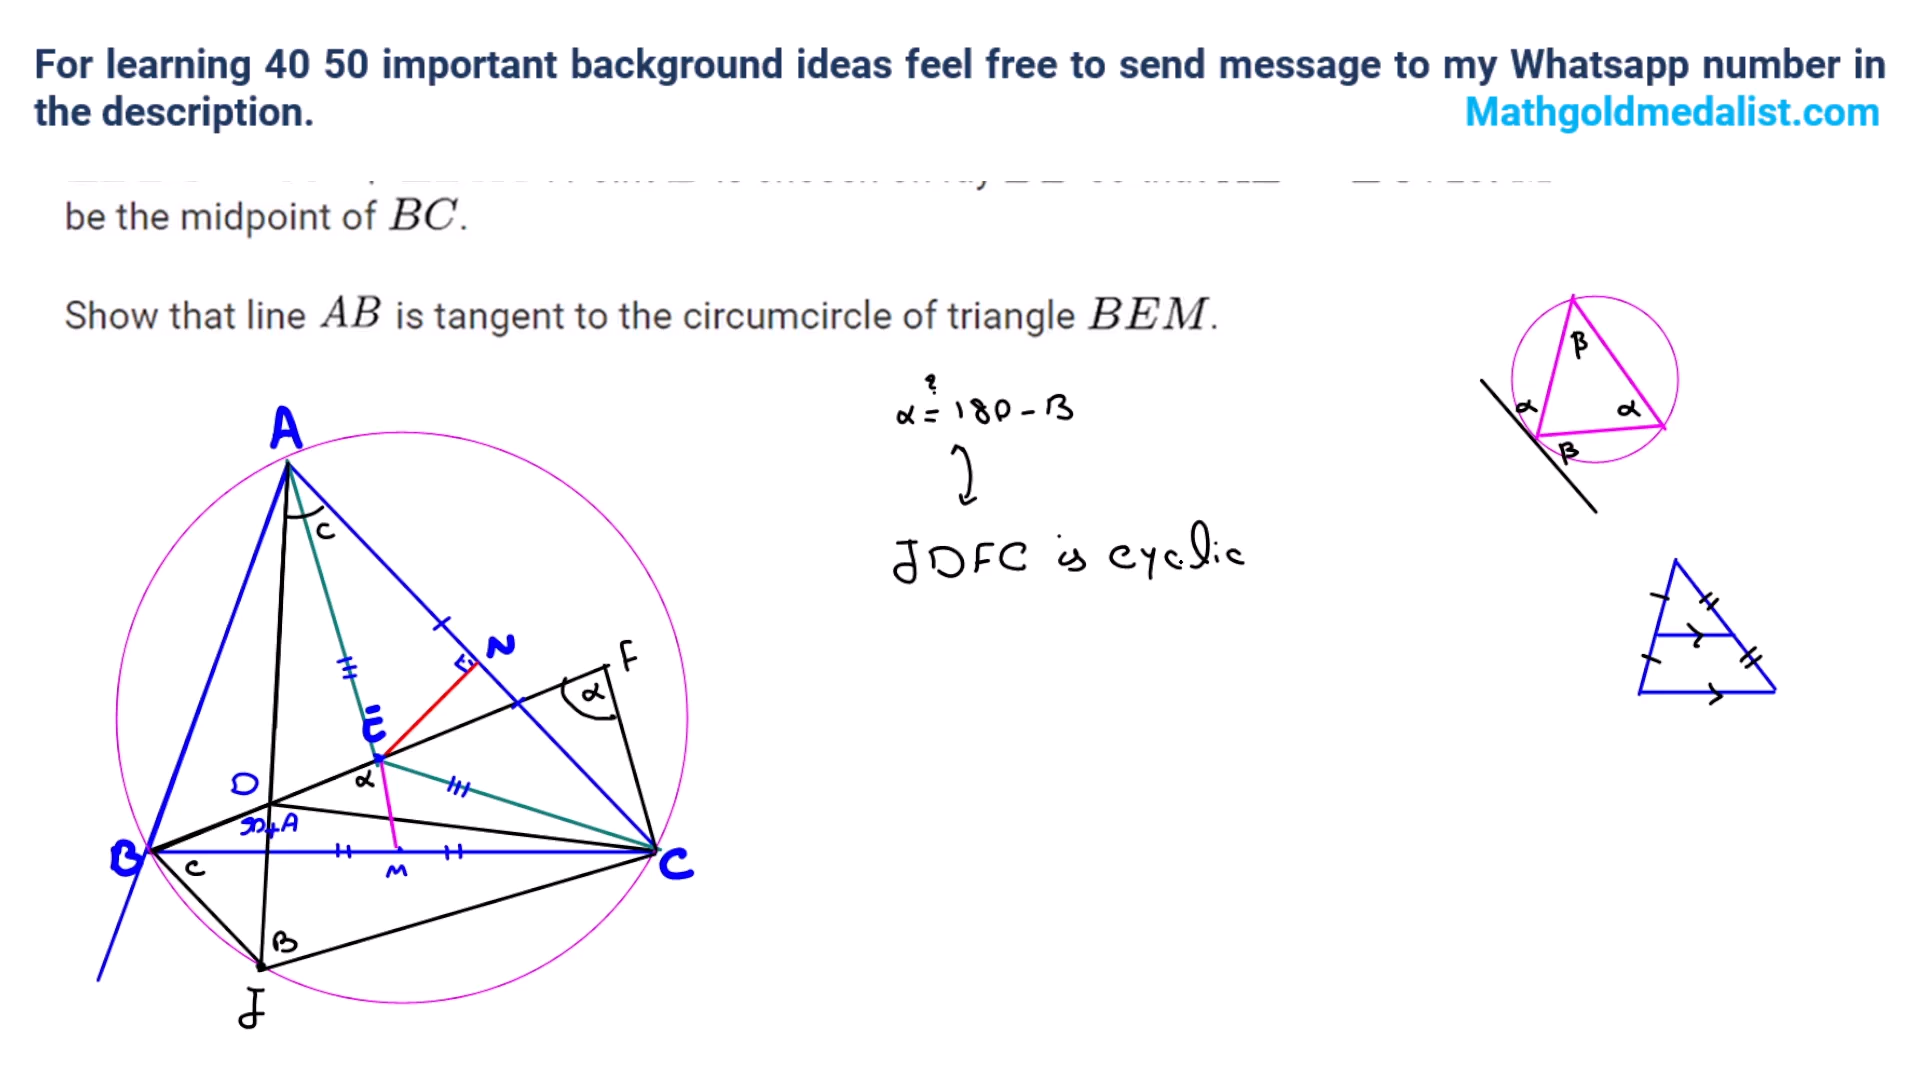 For learning 40 50 important background ideas feel free to send message to my Whatsapp number in
the description.
Mathgoldmedalist.com
be the midpoint of BC.
Show that line AB is tangent to the circumcircle of triangle BEM.
?
α = 180 - B
JDFC is cyclic
β
α
α
β
A
C
N
F
α
E
D
α
90+A
B
C
M
C
B
J